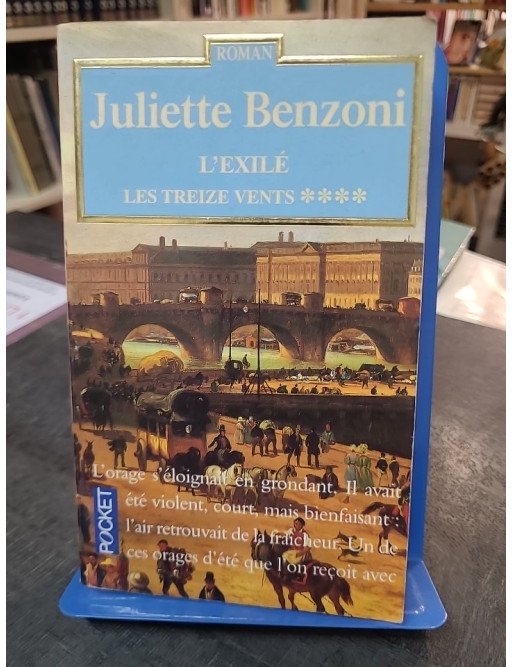 ROMAN
Juliette Benzoni
L'EXILÉ
LES TREIZE VENTS ****
L'orage s'éloignait en grondant. Il avait
été violent, court, mais bienfaisant :
l'air retrouvait de la fraîcheur. Un de
ces orages d'été que l'on reçoit avec
POCKET